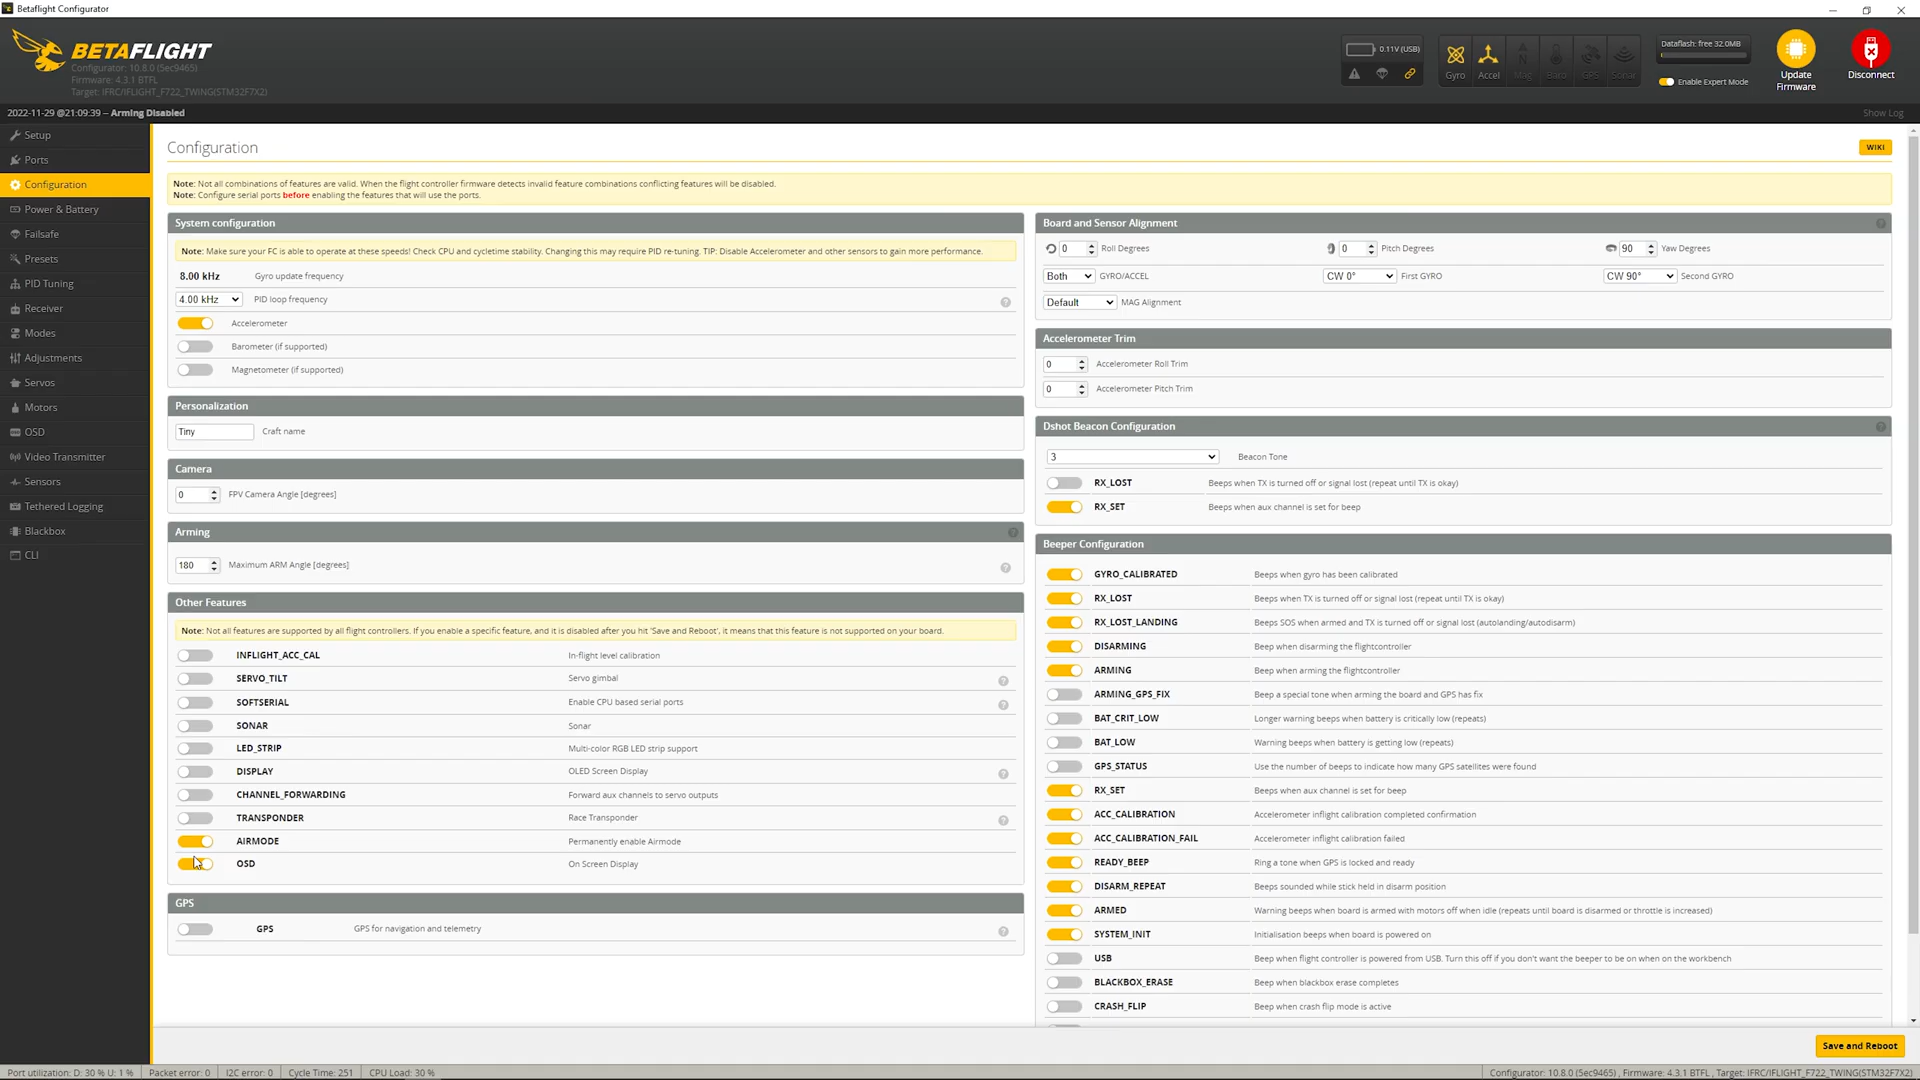 Betaflight Configurator
BETAFLIGHT
Configurator: 10.8.0 (5ec9465)
Firmware: 4.3.1 BTFL
Target: IFRC/IFLIGHT_F722_TWING(STM32F7X2)
0.11V (USB)
Gyro
Accel
Mag
Baro
GPS
Sonar
Dataflash: free 32.0MB
Enable Expert Mode
Update
Firmware
Disconnect
2022-11-29 @21:09:39 -- Arming Disabled
Show Log
Setup
Ports
Configuration
Power & Battery
Failsafe
Presets
PID Tuning
Receiver
Modes
Adjustments
Servos
Motors
OSD
Video Transmitter
Sensors
Tethered Logging
Blackbox
CLI
Configuration
WIKI
Note: Not all combinations of features are valid. When the flight controller firmware detects invalid feature combinations conflicting features will be disabled.
Note: Configure serial ports before enabling the features that will use the ports.
System configuration
Note: Make sure your FC is able to operate at these speeds! Check CPU and cycletime stability. Changing this may require PID re-tuning. TIP: Disable Accelerometer and other sensors to gain more performance.
8.00 kHz Gyro update frequency
4.00 kHz PID loop frequency
Accelerometer
Barometer (if supported)
Magnetometer (if supported)
Personalization
Tiny Craft name
Camera
0 FPV Camera Angle [degrees]
Arming
180 Maximum ARM Angle [degrees]
Other Features
Note: Not all features are supported by all flight controllers. If you enable a specific feature, and it is disabled after you hit 'Save and Reboot', it means that this feature is not supported on your board.
INFLIGHT_ACC_CAL In-flight level calibration
SERVO_TILT Servo gimbal
SOFTSERIAL Enable CPU based serial ports
SONAR Sonar
LED_STRIP Multi-color RGB LED strip support
DISPLAY OLED Screen Display
CHANNEL_FORWARDING Forward aux channels to servo outputs
TRANSPONDER Race Transponder
AIRMODE Permanently enable Airmode
OSD On Screen Display
GPS
GPS GPS for navigation and telemetry
Board and Sensor Alignment
0 Roll Degrees 0 Pitch Degrees 90 Yaw Degrees
Both GYRO/ACCEL CW 0° First GYRO CW 90° Second GYRO
Default MAG Alignment
Accelerometer Trim
0 Accelerometer Roll Trim
0 Accelerometer Pitch Trim
Dshot Beacon Configuration
3 Beacon Tone
RX_LOST Beeps when TX is turned off or signal lost (repeat until TX is okay)
RX_SET Beeps when aux channel is set for beep
Beeper Configuration
GYRO_CALIBRATED Beeps when gyro has been calibrated
RX_LOST Beeps when TX is turned off or signal lost (repeat until TX is okay)
RX_LOST_LANDING Beeps SOS when armed and TX is turned off or signal lost (autolanding/autodisarm)
DISARMING Beep when disarming the flightcontroller
ARMING Beep when arming the flightcontroller
ARMING_GPS_FIX Beep a special tone when arming the board and GPS has fix
BAT_CRIT_LOW Longer warning beeps when battery is critically low (repeats)
BAT_LOW Warning beeps when battery is getting low (repeats)
GPS_STATUS Use the number of beeps to indicate how many GPS satellites were found
RX_SET Beeps when aux channel is set for beep
ACC_CALIBRATION Accelerometer inflight calibration completed confirmation
ACC_CALIBRATION_FAIL Accelerometer inflight calibration failed
READY_BEEP Ring a tone when GPS is locked and ready
DISARM_REPEAT Beeps sounded while stick held in disarm position
ARMED Warning beeps when board is armed with motors off when idle (repeats until board is disarmed or throttle is increased)
SYSTEM_INIT Initialisation beeps when board is powered on
USB Beep when flight controller is powered from USB. Turn this off if you don't want the beeper to be on when on the workbench
BLACKBOX_ERASE Beep when blackbox erase completes
CRASH_FLIP Beep when crash flip mode is active
Save and Reboot
Port utilization: D: 30 % U: 1 % Packet error: 0 I2C error: 0 Cycle Time: 251 CPU Load: 30 %
Configurator: 10.8.0 (5ec9465) , Firmware: 4.3.1 BTFL , Target: IFRC/IFLIGHT_F722_TWING(STM32F7X2)